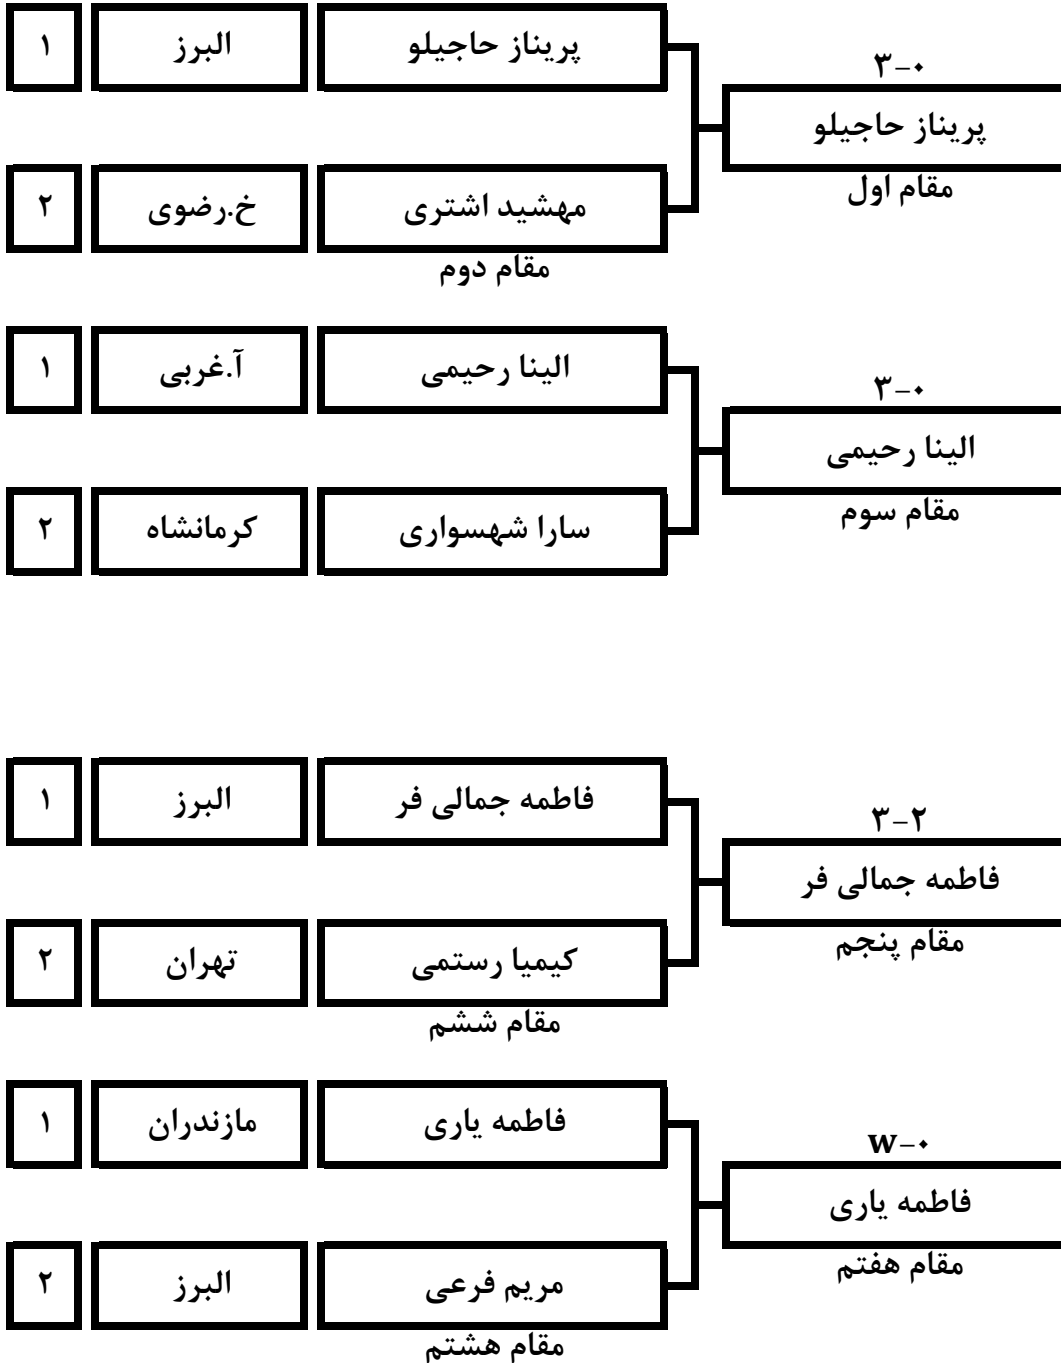 ۱ البرز پریناز حاجیلو
۳-۰
پریناز حاجیلو
مقام اول
۲ خ.رضوی مهشید اشتری
مقام دوم
۱ آ.غربی الینا رحیمی
۳-۰
الینا رحیمی
مقام سوم
۲ کرمانشاه سارا شهسواری
۱ البرز فاطمه جمالی فر
۳-۲
فاطمه جمالی فر
مقام پنجم
۲ تهران کیمیا رستمی
مقام ششم
۱ مازندران فاطمه یاری
w-۰
فاطمه یاری
مقام هفتم
۲ البرز مریم فرعی
مقام هشتم